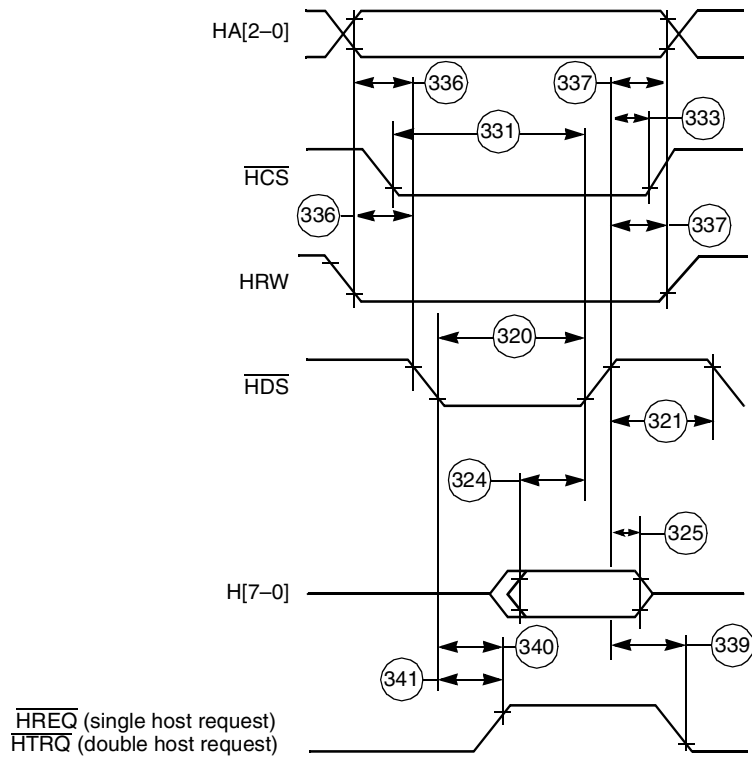 HA[2–0]
336
337
333
331
HCS
336
337
HRW
320
HDS
321
324
325
H[7–0]
340
339
341
HREQ (single host request)
HTRQ (double host request)